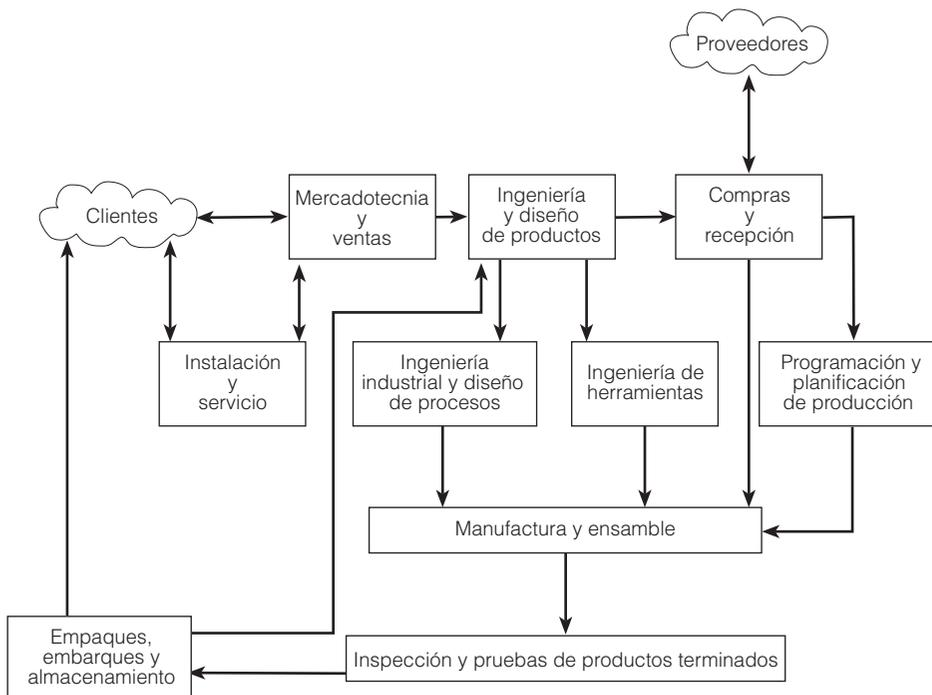 Proveedores
Clientes
Mercadotecnia
y
ventas
Ingeniería
y diseño
de productos
Compras
y
recepción
Instalación
y
servicio
Ingeniería
industrial y diseño
de procesos
Ingeniería de
herramientas
Programación y
planificación
de producción
Manufactura y ensamble
Empaques,
embarques y
almacenamiento
Inspección y pruebas de productos terminados